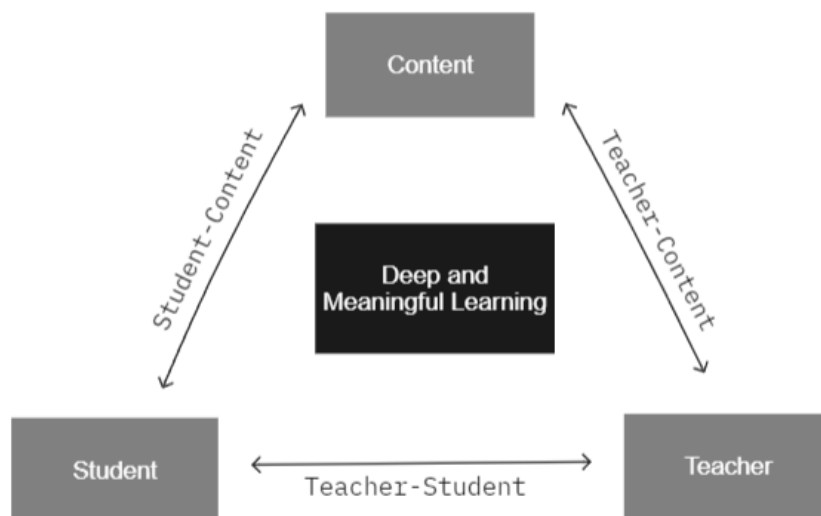 Content
Student-Content
Teacher-Content
Deep and
Meaningful Learning
Student
Teacher-Student
Teacher